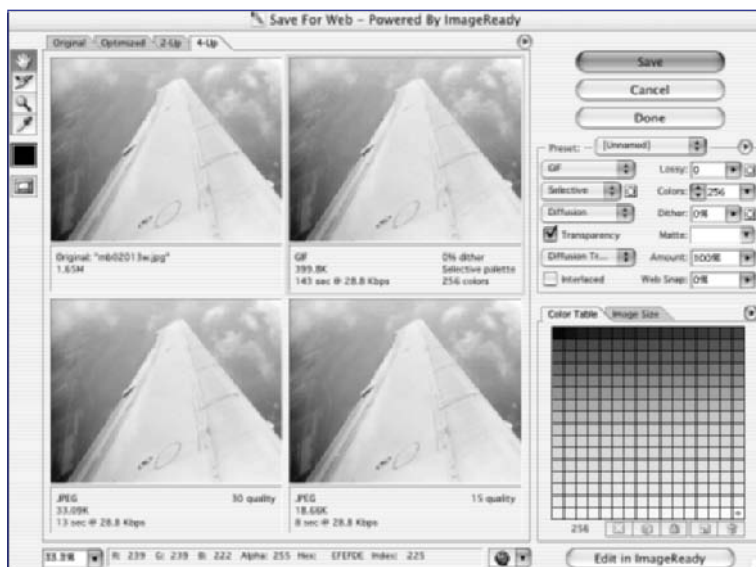 Save For Web – Powered By ImageReady
Original Optimized 2-Up 4-Up
Save
Cancel
Done
Preset: [Unnamed]
GIF Lossy: 0
Selective Colors: 256
Diffusion Dither: 0%
Transparency Matte:
Diffusion Tr... Amount: 100%
Interlaced Web Snap: 0%
Original: "mb02013w.jpg"
1.65M
GIF 0% dither
399.8K Selective palette
143 sec @ 28.8 Kbps 256 colors
Color Table Image Size
JPEG 30 quality
33.09K
13 sec @ 28.8 Kbps
JPEG 15 quality
18.66K
8 sec @ 28.8 Kbps
256
33.3% R: 239 G: 239 B: 222 Alpha: 255 Hex: EFEFDE Index: 225
Edit in ImageReady